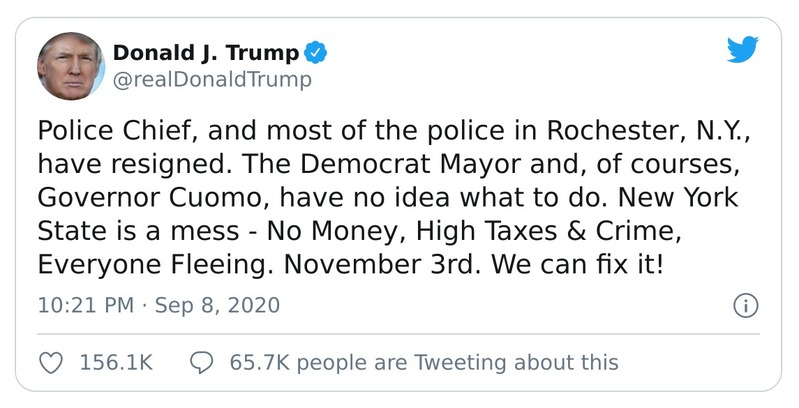 Donald J. Trump
@realDonaldTrump
Police Chief, and most of the police in Rochester, N.Y.,
have resigned. The Democrat Mayor and, of courses,
Governor Cuomo, have no idea what to do. New York
State is a mess - No Money, High Taxes & Crime,
Everyone Fleeing. November 3rd. We can fix it!
10:21 PM · Sep 8, 2020
156.1K 65.7K people are Tweeting about this